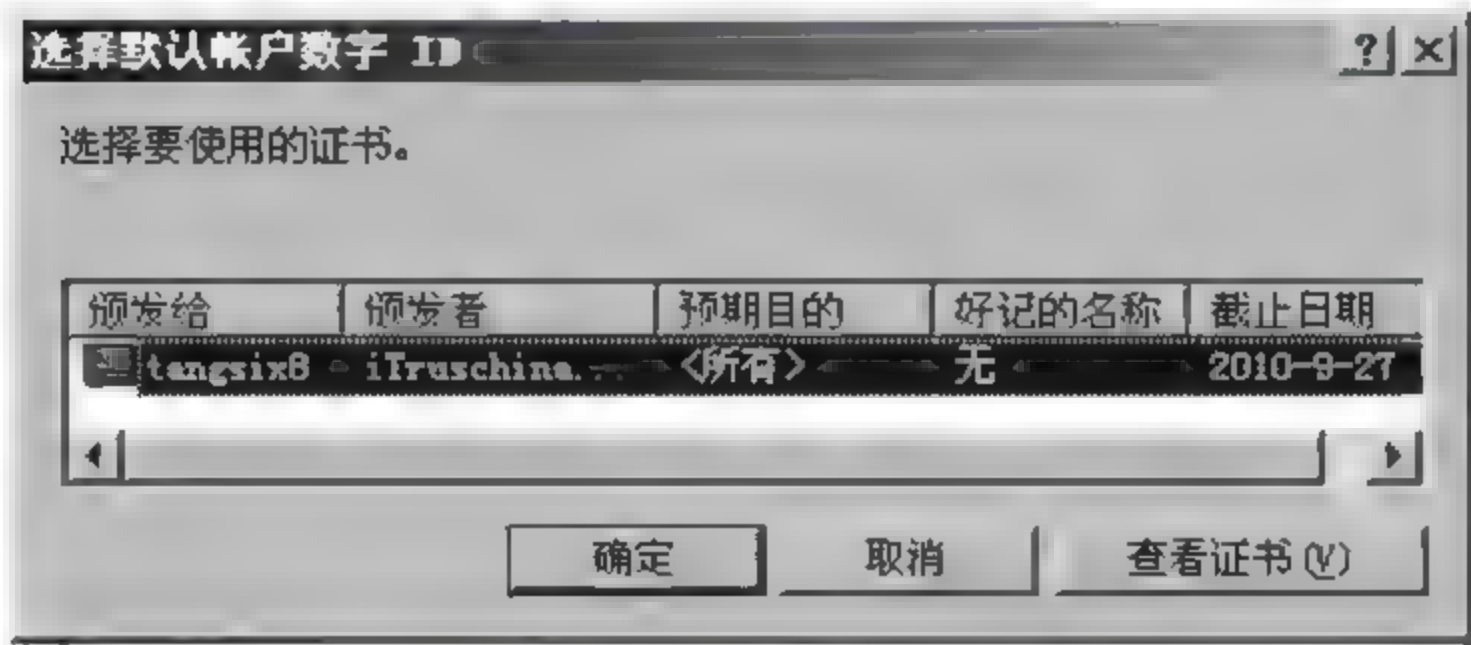 选择默认帐户数字 ID
选择要使用的证书。
颁发给 颁发者 预期目的 好记的名称 截止日期
tangsix8 iTruschina. ... <所有> 无 2010-9-27
确定 取消 查看证书(V)